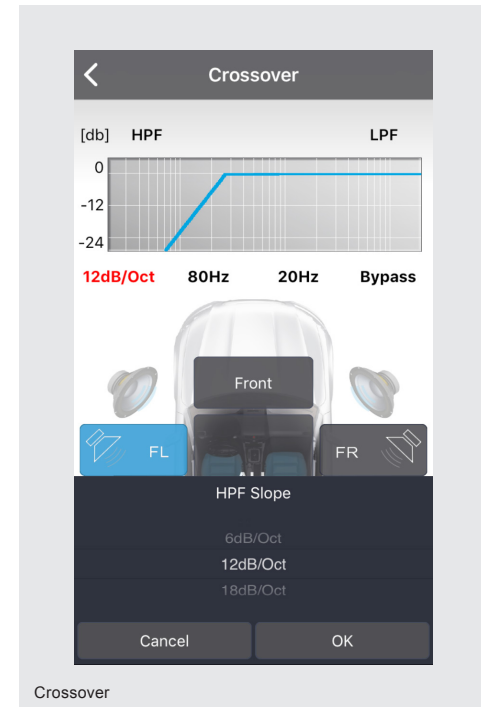 Crossover
[db] HPF LPF
0
-12
-24
12dB/Oct 80Hz 20Hz Bypass
Front
FL FR
HPF Slope
6dB/Oct
12dB/Oct
18dB/Oct
Cancel OK
Crossover